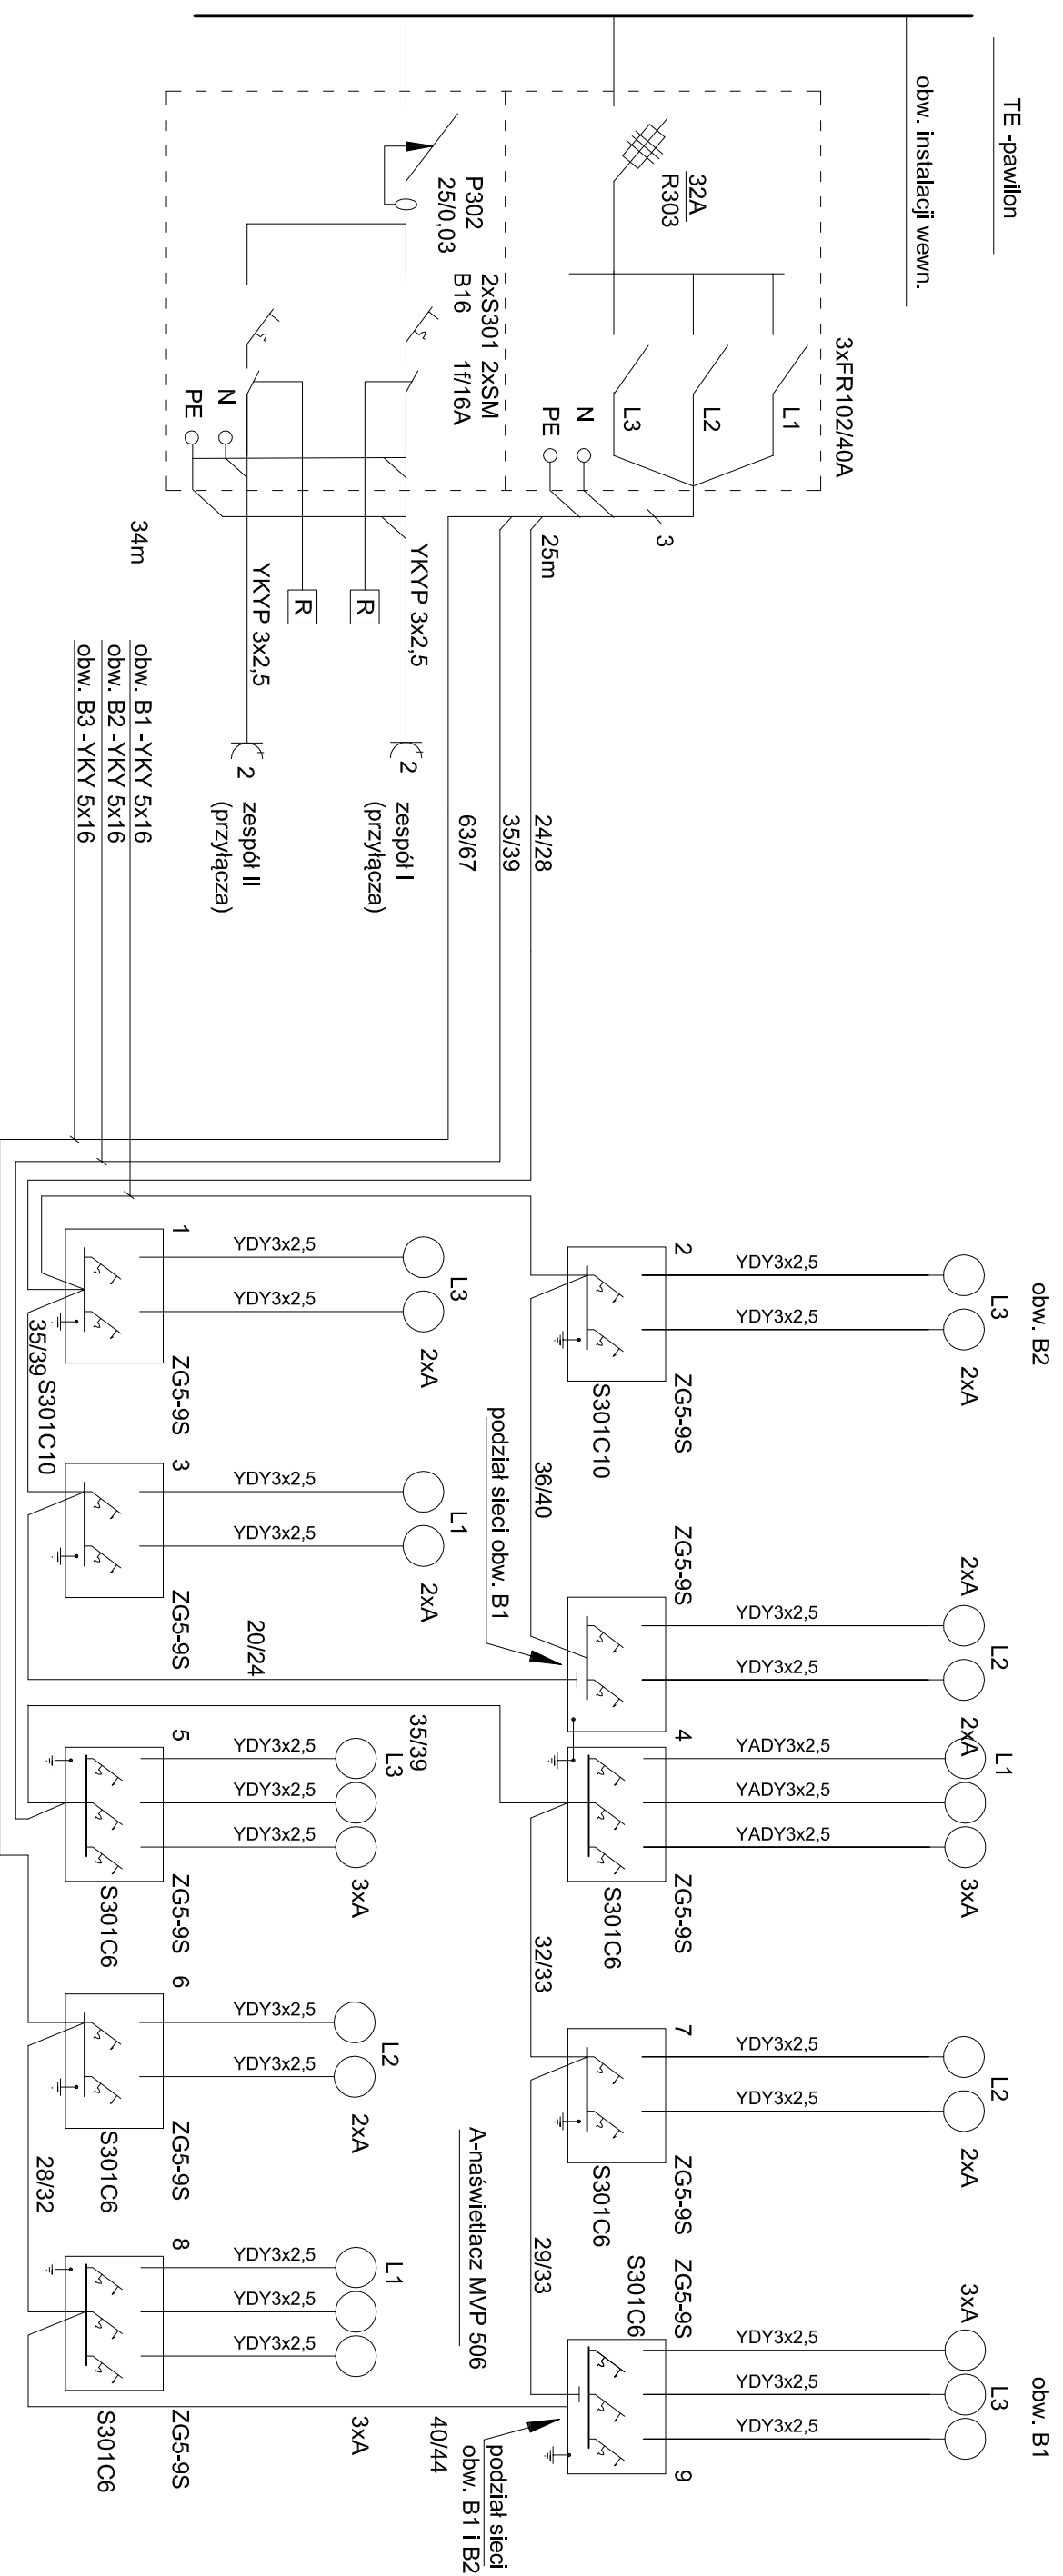 TE -pawilon
obw. instalacji wewn.
3xFR102/40A
32A
R303
L1
L2
L3
N
PE
3
25m
P302
25/0,03
2xS301
B16
2xSM
1f/16A
N
PE
34m
YKYP 3x2,5
YKYP 3x2,5
R
R
2
zespół I
(przyłącza)
2
zespół II
(przyłącza)
24/28
35/39
63/67
obw. B1 -YKY 5x16
obw. B2 -YKY 5x16
obw. B3 -YKY 5x16
obw. B2
2
YDY3x2,5
YDY3x2,5
L3
2xA
ZG5-9S
S301C10
1
YDY3x2,5
YDY3x2,5
L3
2xA
ZG5-9S
S301C10
35/39
3
YDY3x2,5
YDY3x2,5
L1
2xA
ZG5-9S
20/24
36/40
podział sieci obw. B1
ZG5-9S
YDY3x2,5
YDY3x2,5
2xA
L2
2xA
4
YADY3x2,5
YADY3x2,5
YADY3x2,5
L1
3xA
ZG5-9S
S301C6
35/39
5
YDY3x2,5
YDY3x2,5
YDY3x2,5
L3
3xA
ZG5-9S
S301C6
32/33
6
YDY3x2,5
YDY3x2,5
L2
2xA
ZG5-9S
S301C6
28/32
7
YDY3x2,5
YDY3x2,5
L2
2xA
ZG5-9S
S301C6
29/33
A-naświetlacz MVP 506
8
YDY3x2,5
YDY3x2,5
YDY3x2,5
L1
3xA
ZG5-9S
S301C6
40/44
obw. B1
ZG5-9S
S301C6
YDY3x2,5
YDY3x2,5
YDY3x2,5
3xA
L3
9
podział sieci
obw. B1 i B2